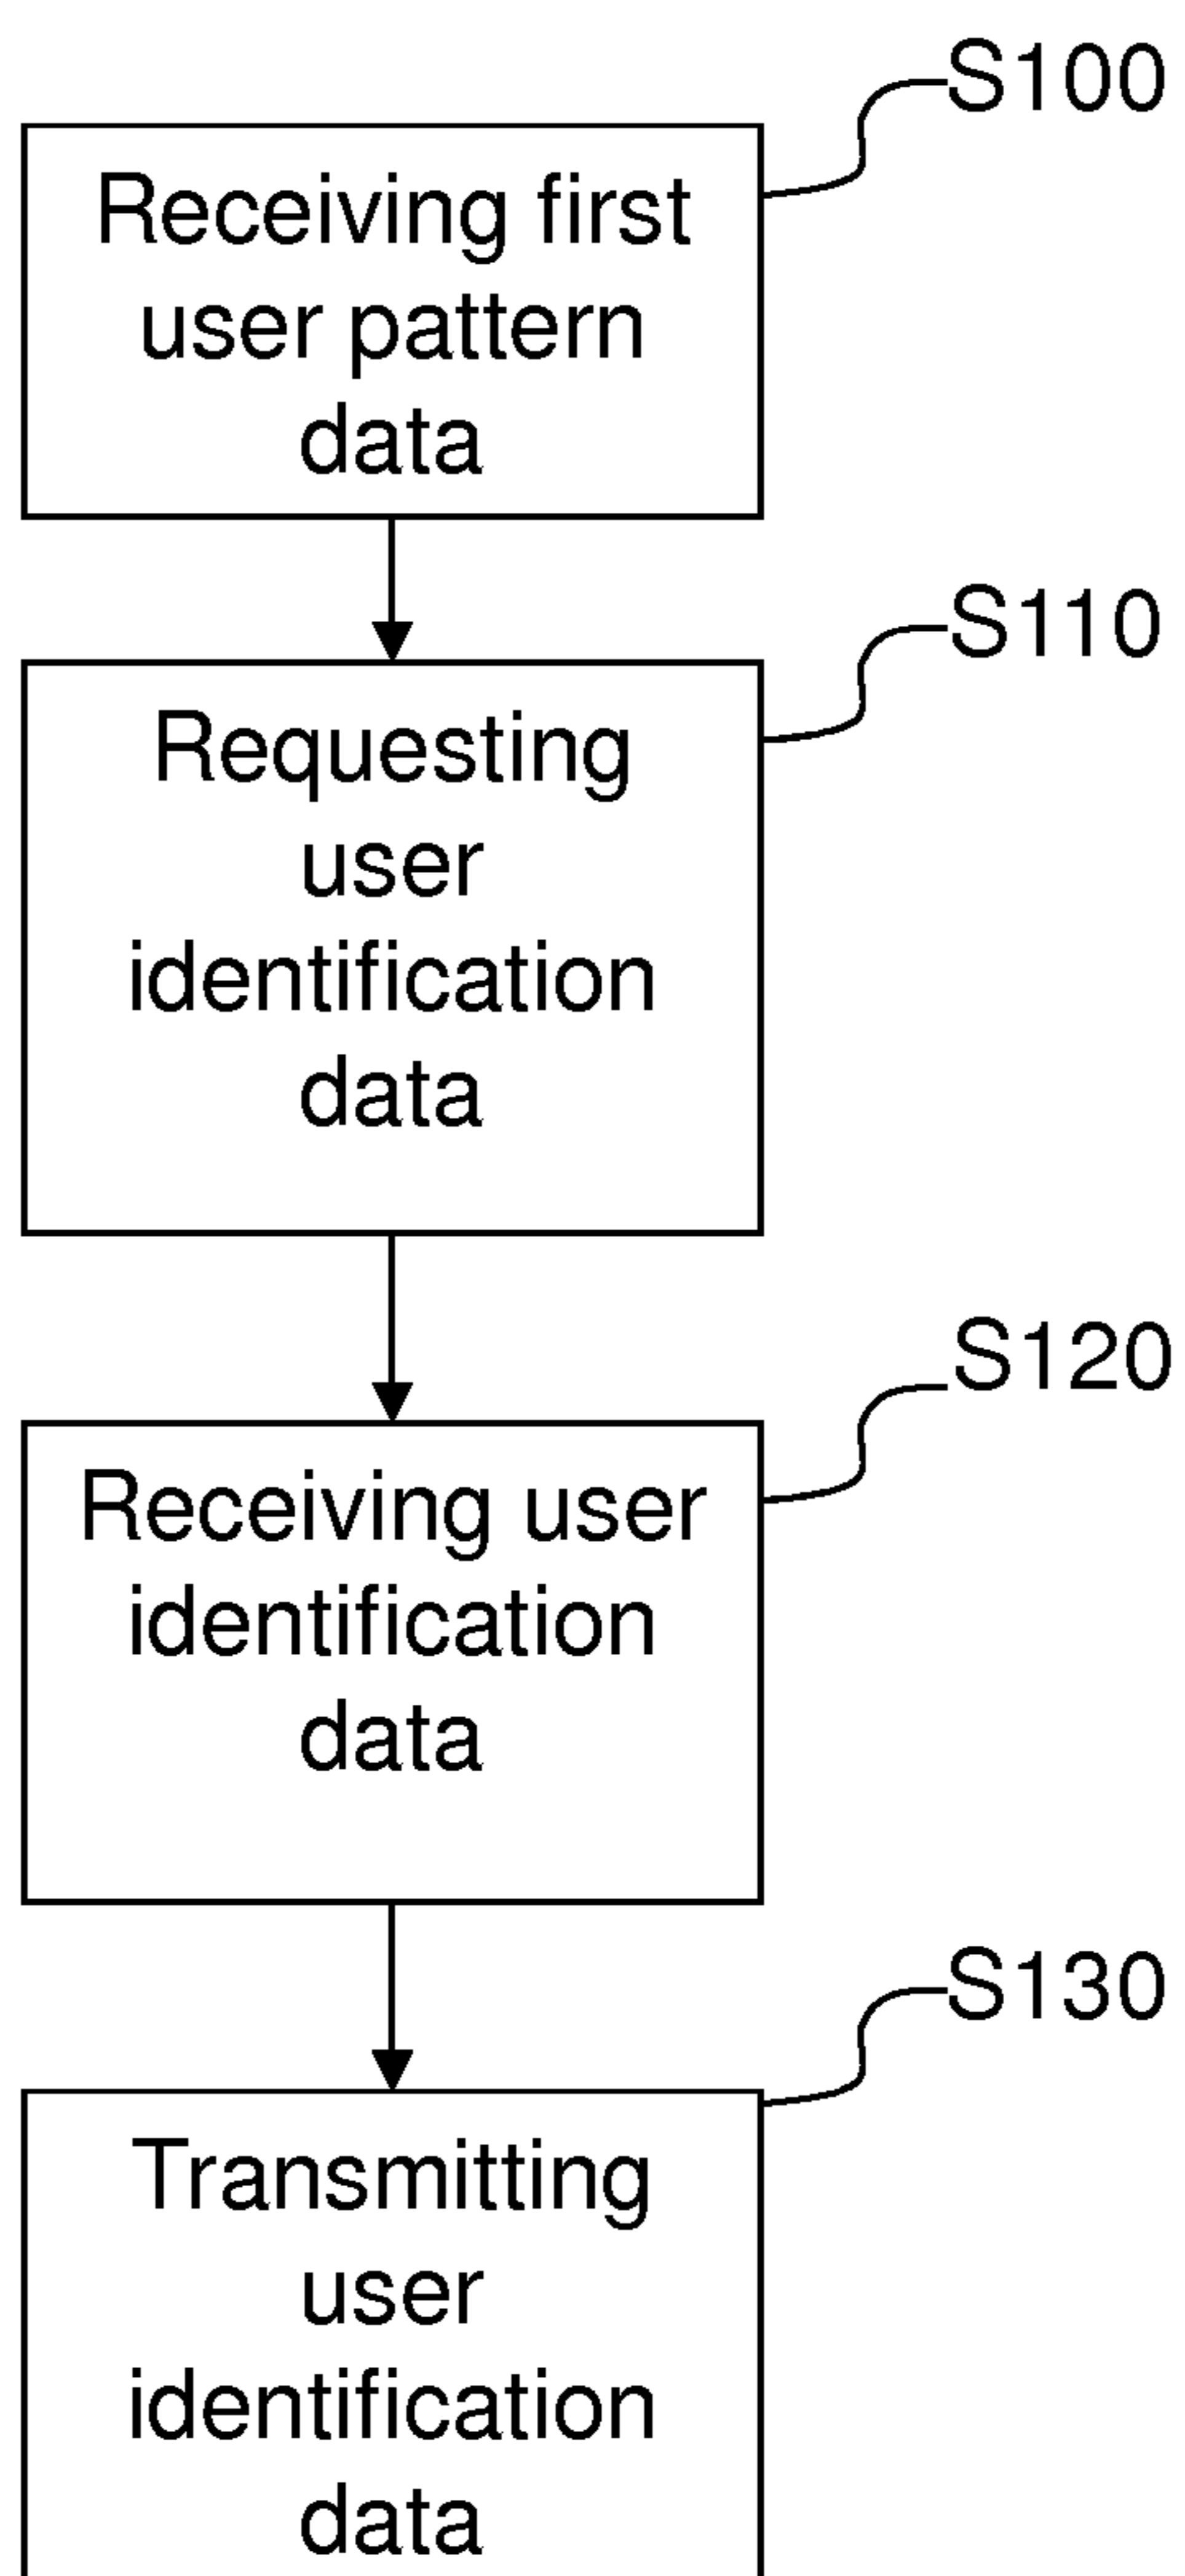 S100
Receiving first
user pattern
data
S110
Requesting
user
identification
data
S120
Receiving user
identification
data
S130
Transmitting
user
identification
data